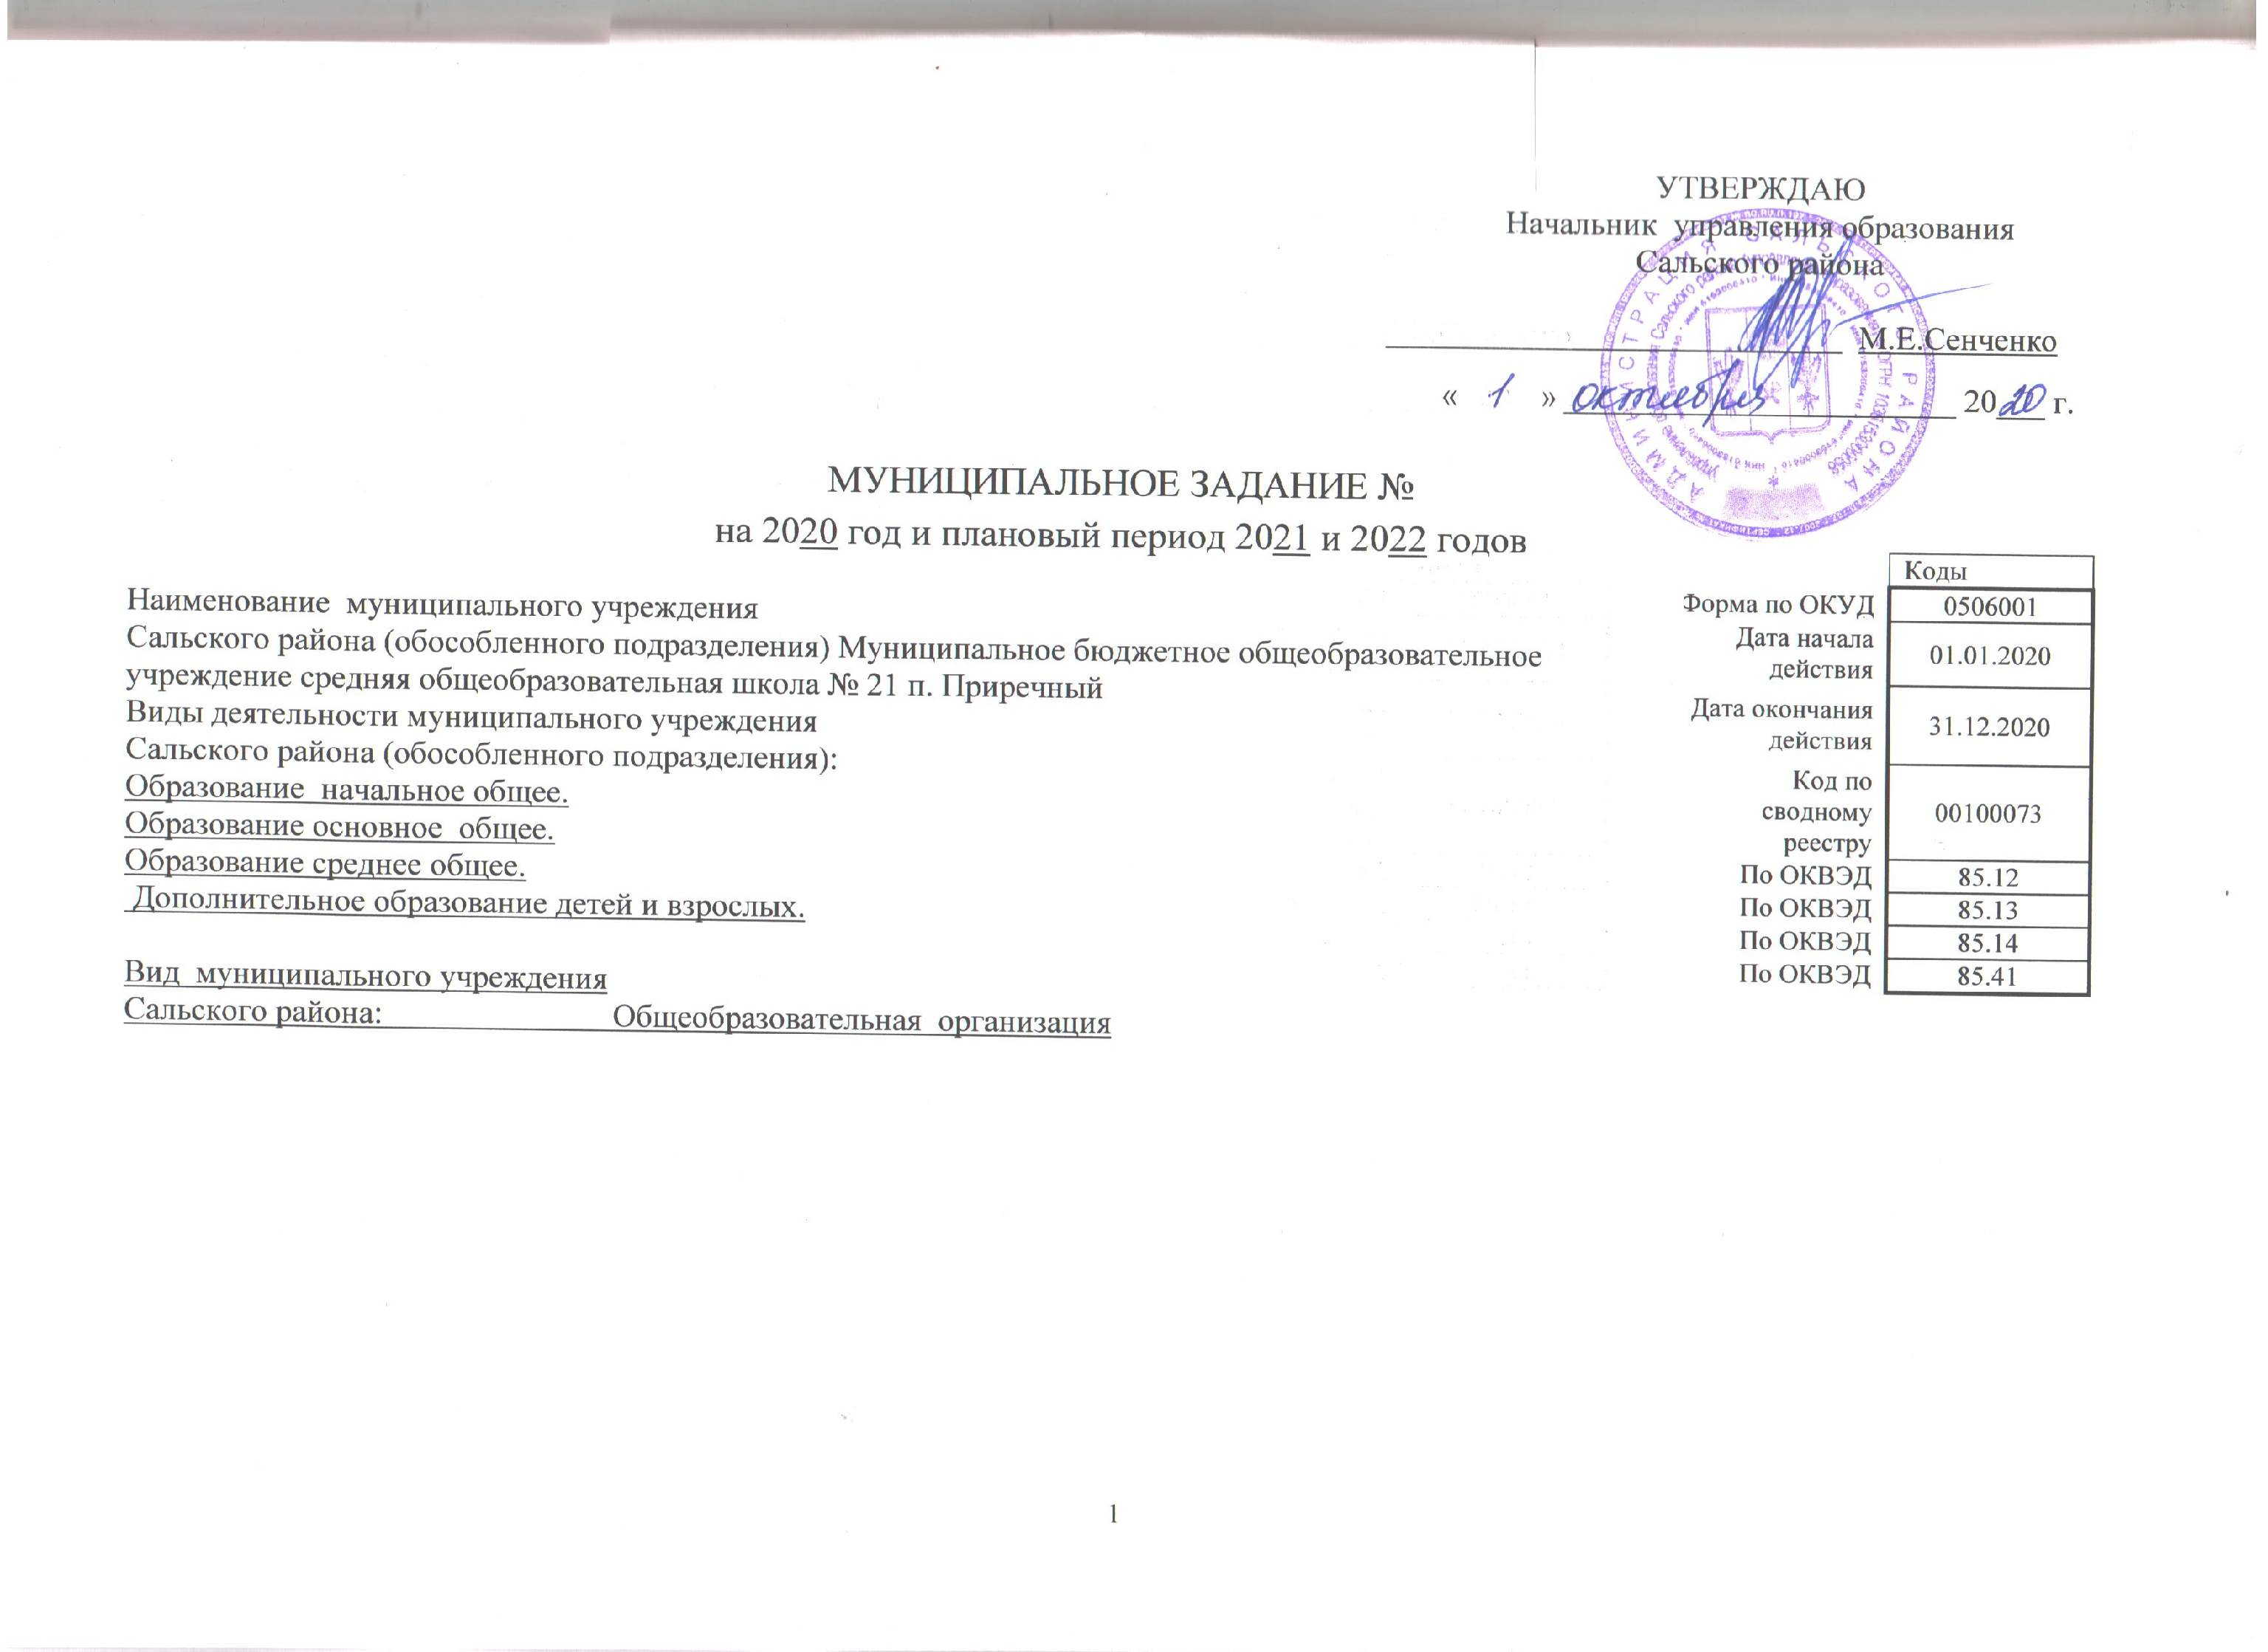 УТВЕРЖДАЮ
Начальник управления образования
Сальского района
М.Е.Сенченко
« 1 » октября 2020 г.
АДМИНИСТРАЦИЯ САЛЬСКОГО РАЙОНА
МУНИЦИПАЛЬНОЕ ЗАДАНИЕ №
на 2020 год и плановый период 2021 и 2022 годов
Коды
Наименование муниципального учреждения
Сальского района (обособленного подразделения) Муниципальное бюджетное общеобразовательное
учреждение средняя общеобразовательная школа № 21 п. Приречный
Виды деятельности муниципального учреждения
Сальского района (обособленного подразделения):
Образование начальное общее.
Образование основное общее.
Образование среднее общее.
Дополнительное образование детей и взрослых.
Вид муниципального учреждения
Сальского района: Общеобразовательная организация
Форма по ОКУД 0506001
Дата начала
действия 01.01.2020
Дата окончания
действия 31.12.2020
Код по
сводному
реестру 00100073
По ОКВЭД 85.12
По ОКВЭД 85.13
По ОКВЭД 85.14
По ОКВЭД 85.41
1